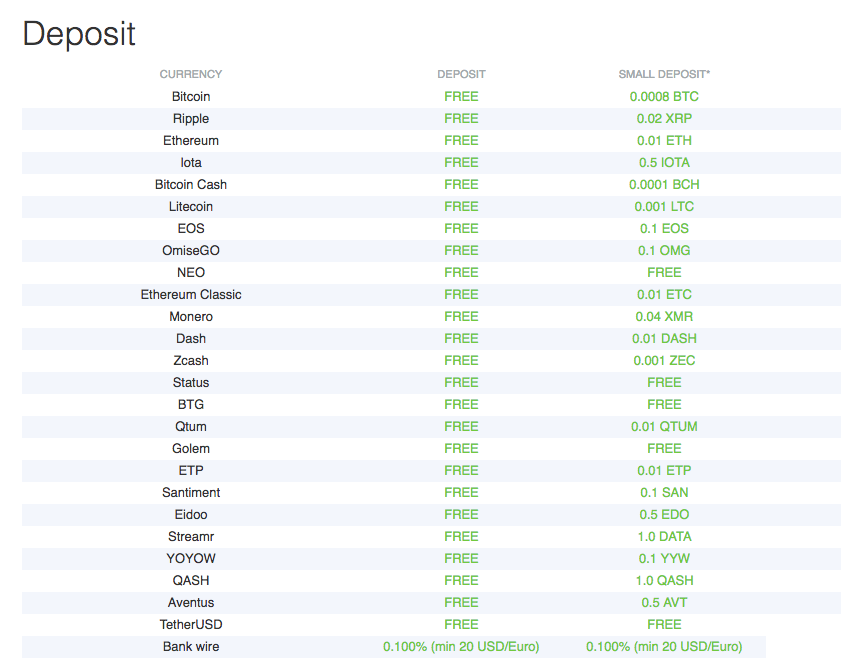 Deposit
CURRENCY DEPOSIT SMALL DEPOSIT*
Bitcoin FREE 0.0008 BTC
Ripple FREE 0.02 XRP
Ethereum FREE 0.01 ETH
Iota FREE 0.5 IOTA
Bitcoin Cash FREE 0.0001 BCH
Litecoin FREE 0.001 LTC
EOS FREE 0.1 EOS
OmiseGO FREE 0.1 OMG
NEO FREE FREE
Ethereum Classic FREE 0.01 ETC
Monero FREE 0.04 XMR
Dash FREE 0.01 DASH
Zcash FREE 0.001 ZEC
Status FREE FREE
BTG FREE FREE
Qtum FREE 0.01 QTUM
Golem FREE FREE
ETP FREE 0.01 ETP
Santiment FREE 0.1 SAN
Eidoo FREE 0.5 EDO
Streamr FREE 1.0 DATA
YOYOW FREE 0.1 YYW
QASH FREE 1.0 QASH
Aventus FREE 0.5 AVT
TetherUSD FREE FREE
Bank wire 0.100% (min 20 USD/Euro) 0.100% (min 20 USD/Euro)